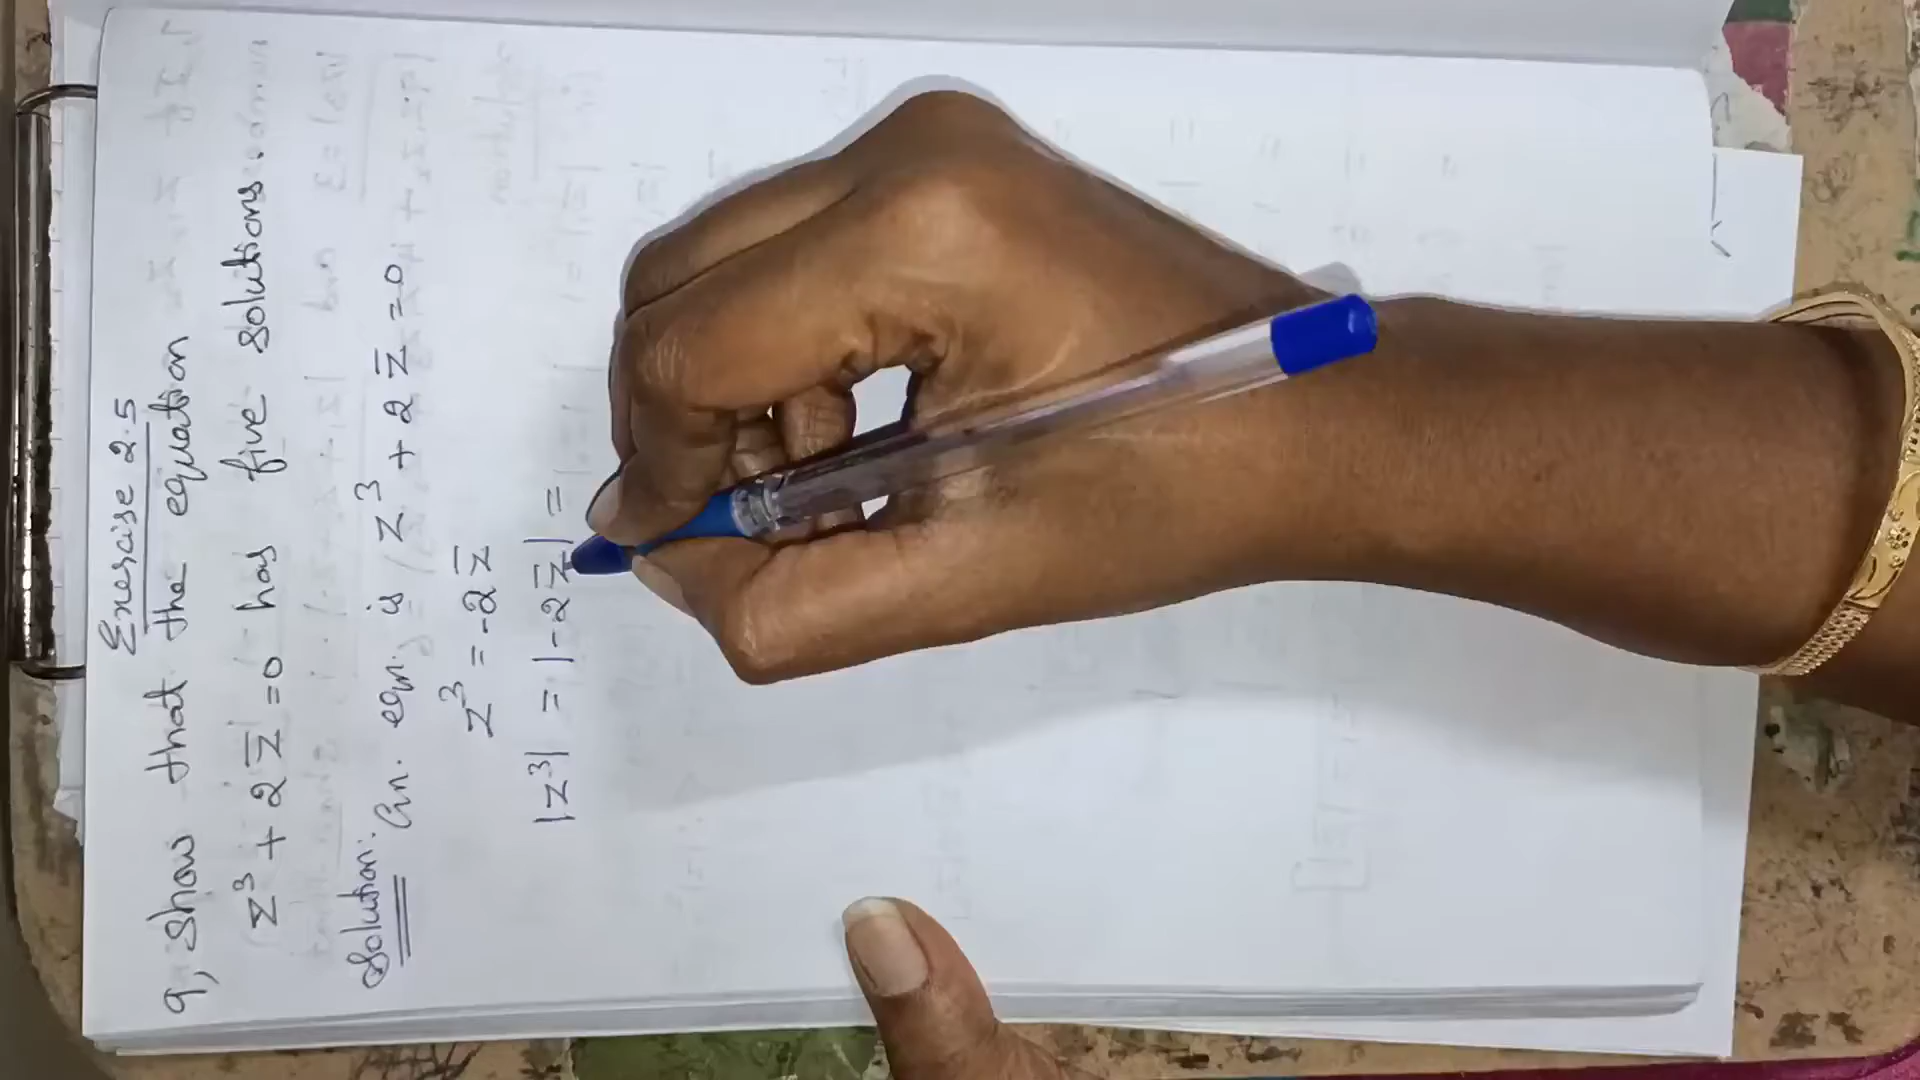 Exercise 2.5
9, Show that the equation
z³ + 2z̅ = 0 has five solutions.
Solution:
Gn. eqn. is z³ + 2z̅ = 0
z³ = -2z̅
|z³| = |-2z̅| =